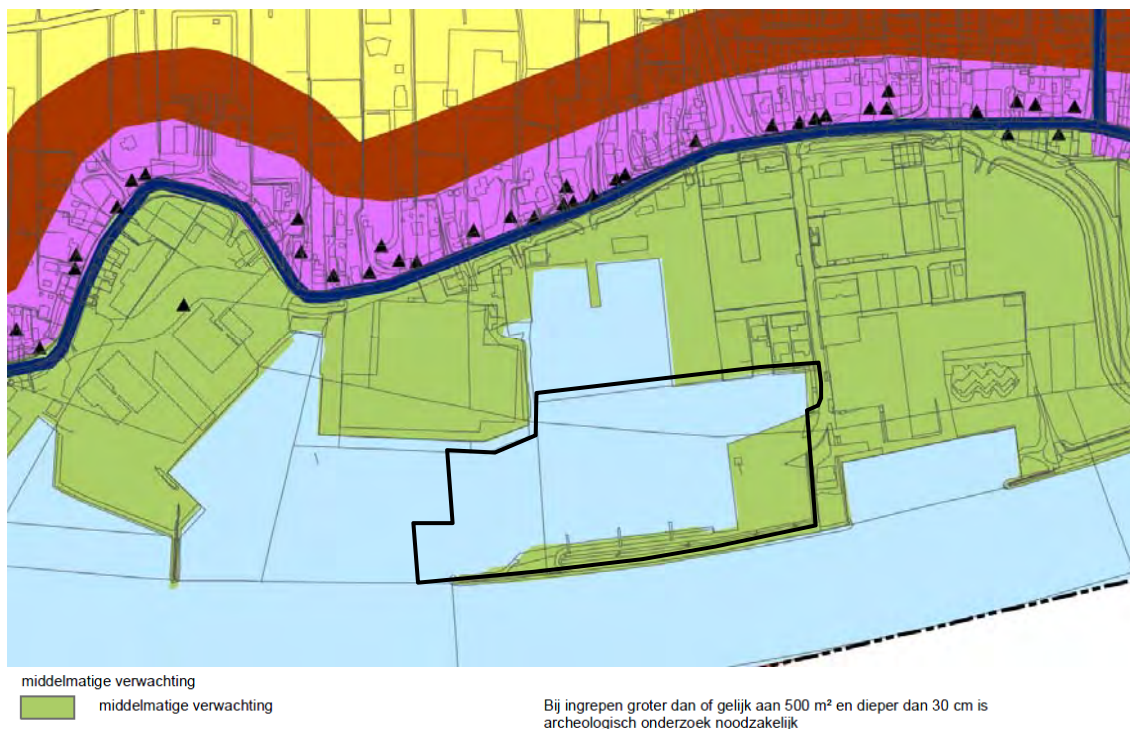 middelmatige verwachting
middelmatige verwachting
Bij ingrepen groter dan of gelijk aan 500 m² en dieper dan 30 cm is
archeologisch onderzoek noodzakelijk